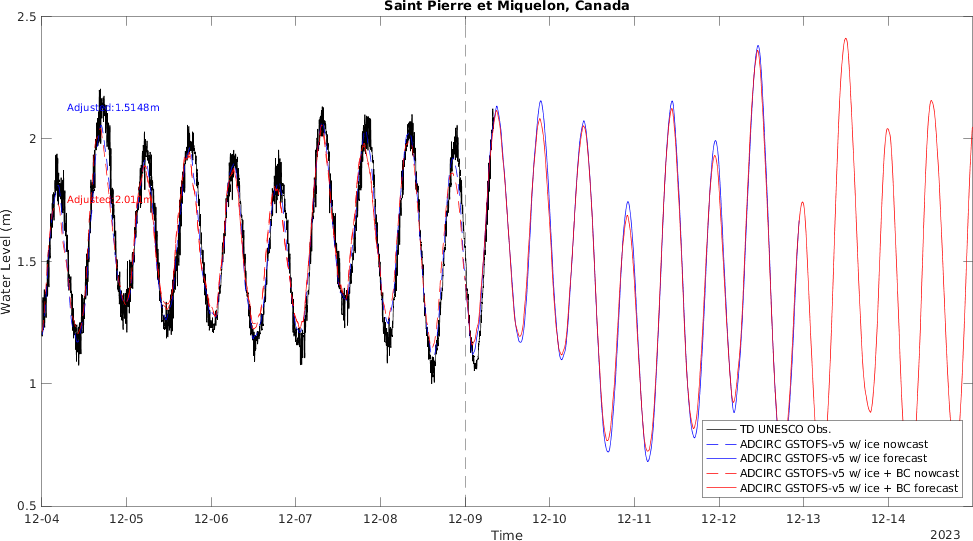 Saint Pierre et Miquelon, Canada
2.5
2
1.5
1
0.5
Water Level (m)
Adjusted:1.5148m
TD UNESCO Obs.
ADCIRC GSTOFS-v5 w/ ice nowcast
ADCIRC GSTOFS-v5 w/ ice forecast
ADCIRC GSTOFS-v5 w/ ice + BC nowcast
ADCIRC GSTOFS-v5 w/ ice + BC forecast
12-04 12-05 12-06 12-07 12-08 12-09 12-10 12-11 12-12 12-13 12-14
Time
2023